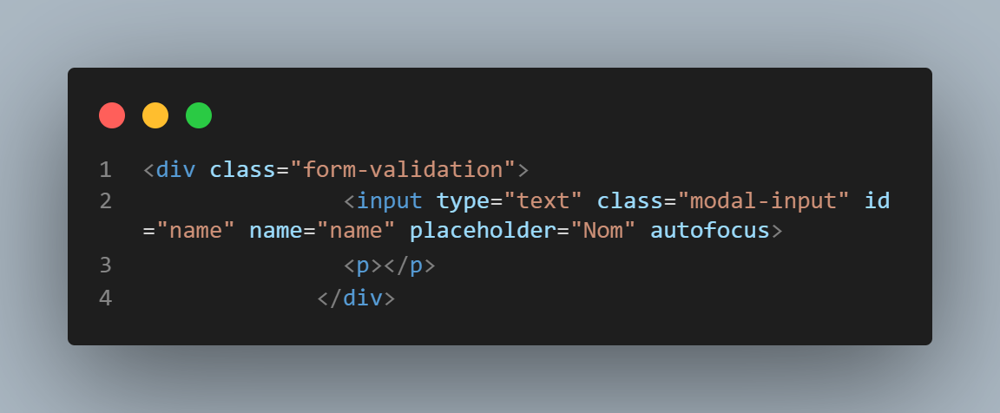 1 <div class="form-validation">
2 <input type="text" class="modal-input" id
="name" name="name" placeholder="Nom" autofocus>
3 <p></p>
4 </div>